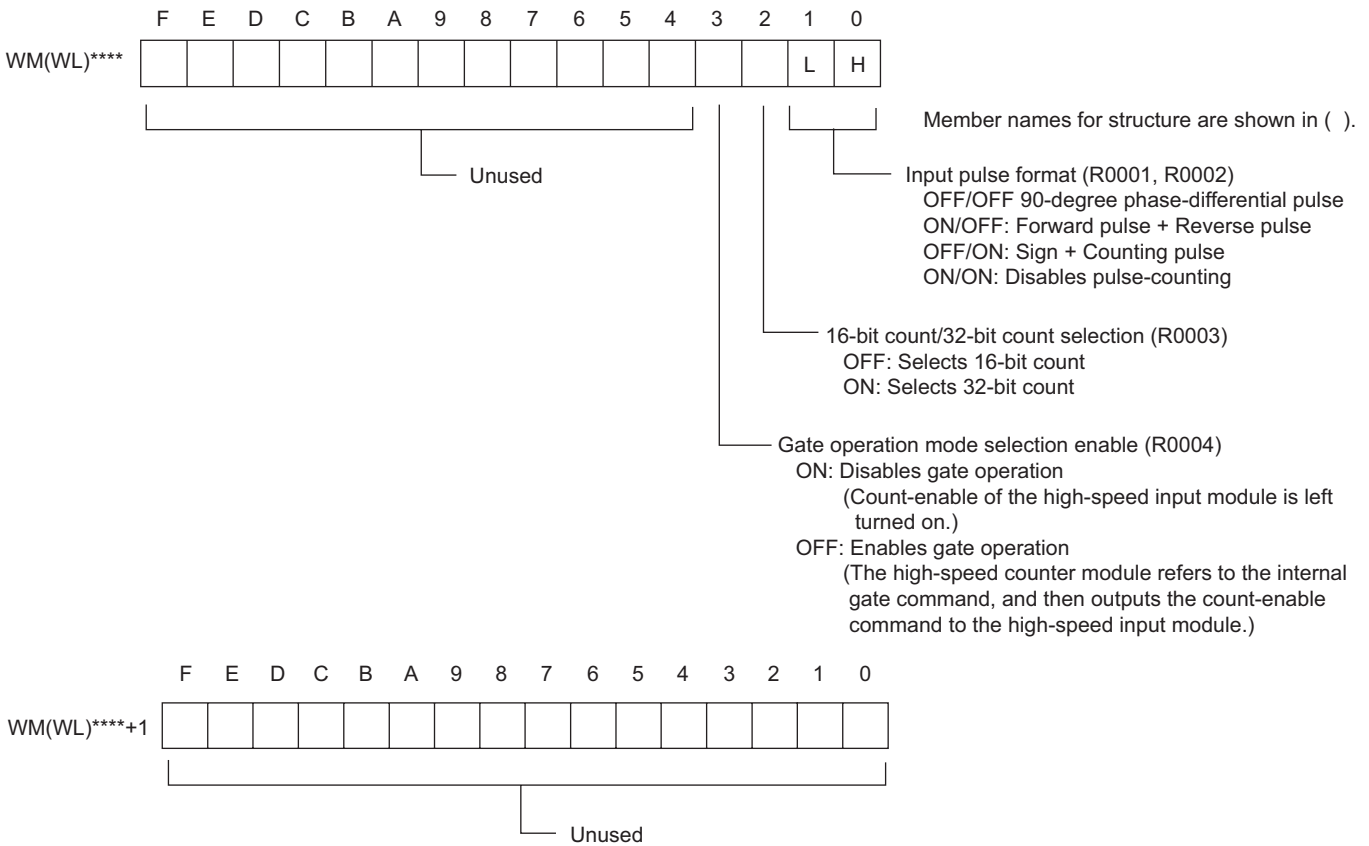 F E D C B A 9 8 7 6 5 4 3 2 1 0
WM(WL)****
L H
Member names for structure are shown in (  ).
Unused
Input pulse format (R0001, R0002)
OFF/OFF 90-degree phase-differential pulse
ON/OFF: Forward pulse + Reverse pulse
OFF/ON: Sign + Counting pulse
ON/ON: Disables pulse-counting
16-bit count/32-bit count selection (R0003)
OFF: Selects 16-bit count
ON: Selects 32-bit count
Gate operation mode selection enable (R0004)
ON: Disables gate operation
(Count-enable of the high-speed input module is left
turned on.)
OFF: Enables gate operation
(The high-speed counter module refers to the internal
gate command, and then outputs the count-enable
command to the high-speed input module.)
F E D C B A 9 8 7 6 5 4 3 2 1 0
WM(WL)****+1
Unused